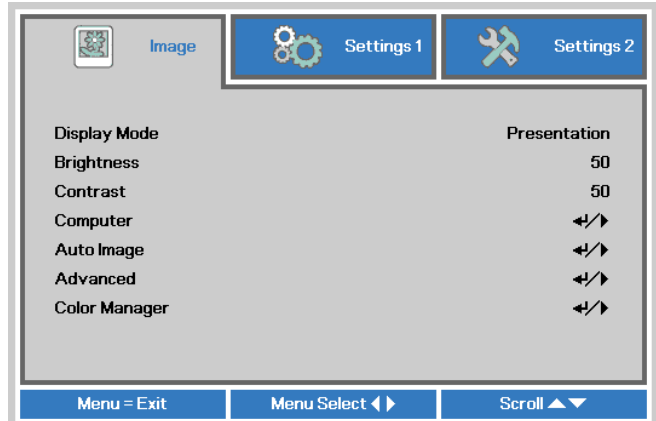 Image Settings 1 Settings 2
Display Mode Presentation
Brightness 50
Contrast 50
Computer
Auto Image
Advanced
Color Manager
Menu = Exit Menu Select Scroll